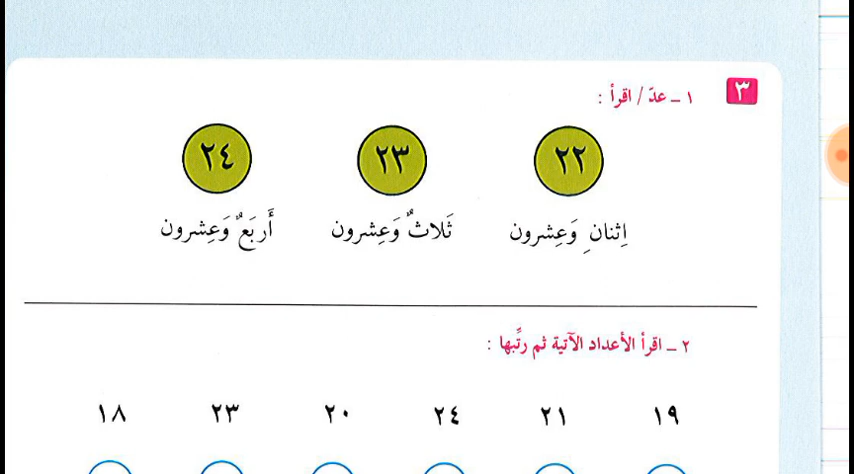 ٣
١ – عدّ / اقرأ :
٢٢ ٢٣ ٢٤
اِثنانِ وَعِشرون ثَلاثٌ وَعِشرون أَربَعٌ وَعِشرون
٢ – اقرأ الأعداد الآتية ثم رتِّبها :
١٩ ٢١ ٢٤ ٢٠ ٢٣ ١٨